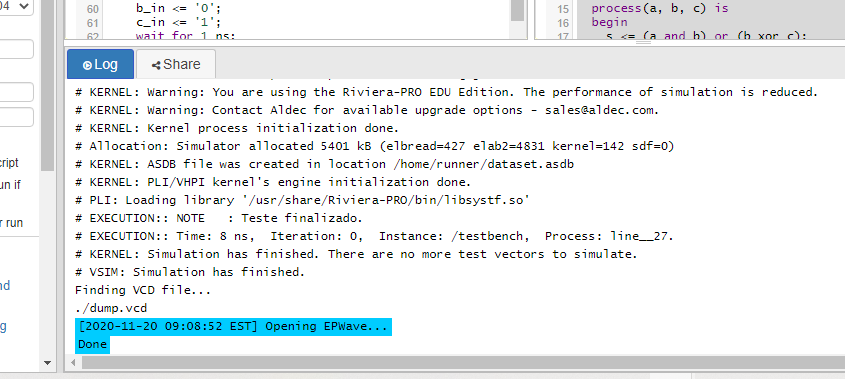 04
60 b_in <= '0';
61 c_in <= '1';
62 wait for 1 ns;
15 process(a, b, c) is
16 begin
17 s <= (a and b) or (b xor c);
Log
Share
# KERNEL: Warning: You are using the Riviera-PRO EDU Edition. The performance of simulation is reduced.
# KERNEL: Warning: Contact Aldec for available upgrade options - sales@aldec.com.
# KERNEL: Kernel process initialization done.
# Allocation: Simulator allocated 5401 kB (elbread=427 elab2=4831 kernel=142 sdf=0)
# KERNEL: ASDB file was created in location /home/runner/dataset.asdb
# KERNEL: PLI/VHPI kernel's engine initialization done.
# PLI: Loading library '/usr/share/Riviera-PRO/bin/libsystf.so'
# EXECUTION:: NOTE   : Teste finalizado.
# EXECUTION:: Time: 8 ns,  Iteration: 0,  Instance: /testbench,  Process: line__27.
# KERNEL: Simulation has finished. There are no more test vectors to simulate.
# VSIM: Simulation has finished.
Finding VCD file...
./dump.vcd
[2020-11-20 09:08:52 EST] Opening EPWave...
Done
cript
un if
r run
nd
g